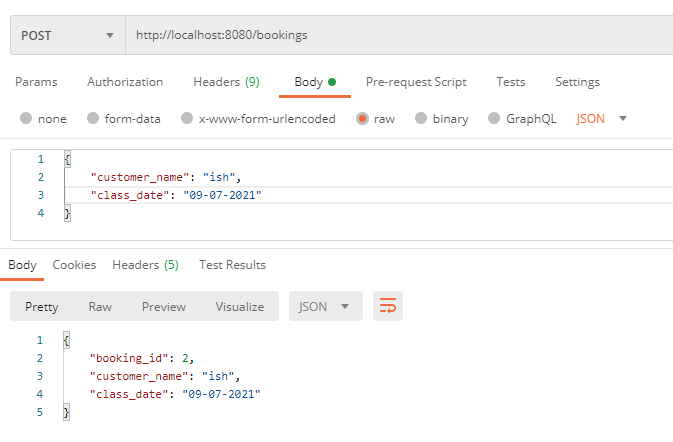 POST http://localhost:8080/bookings
Params Authorization Headers (9) Body Pre-request Script Tests Settings
none form-data x-www-form-urlencoded raw binary GraphQL JSON
1 {
2 "customer_name": "ish",
3 "class_date": "09-07-2021"
4 }
Body Cookies Headers (5) Test Results
Pretty Raw Preview Visualize JSON
1 {
2 "booking_id": 2,
3 "customer_name": "ish",
4 "class_date": "09-07-2021"
5 }